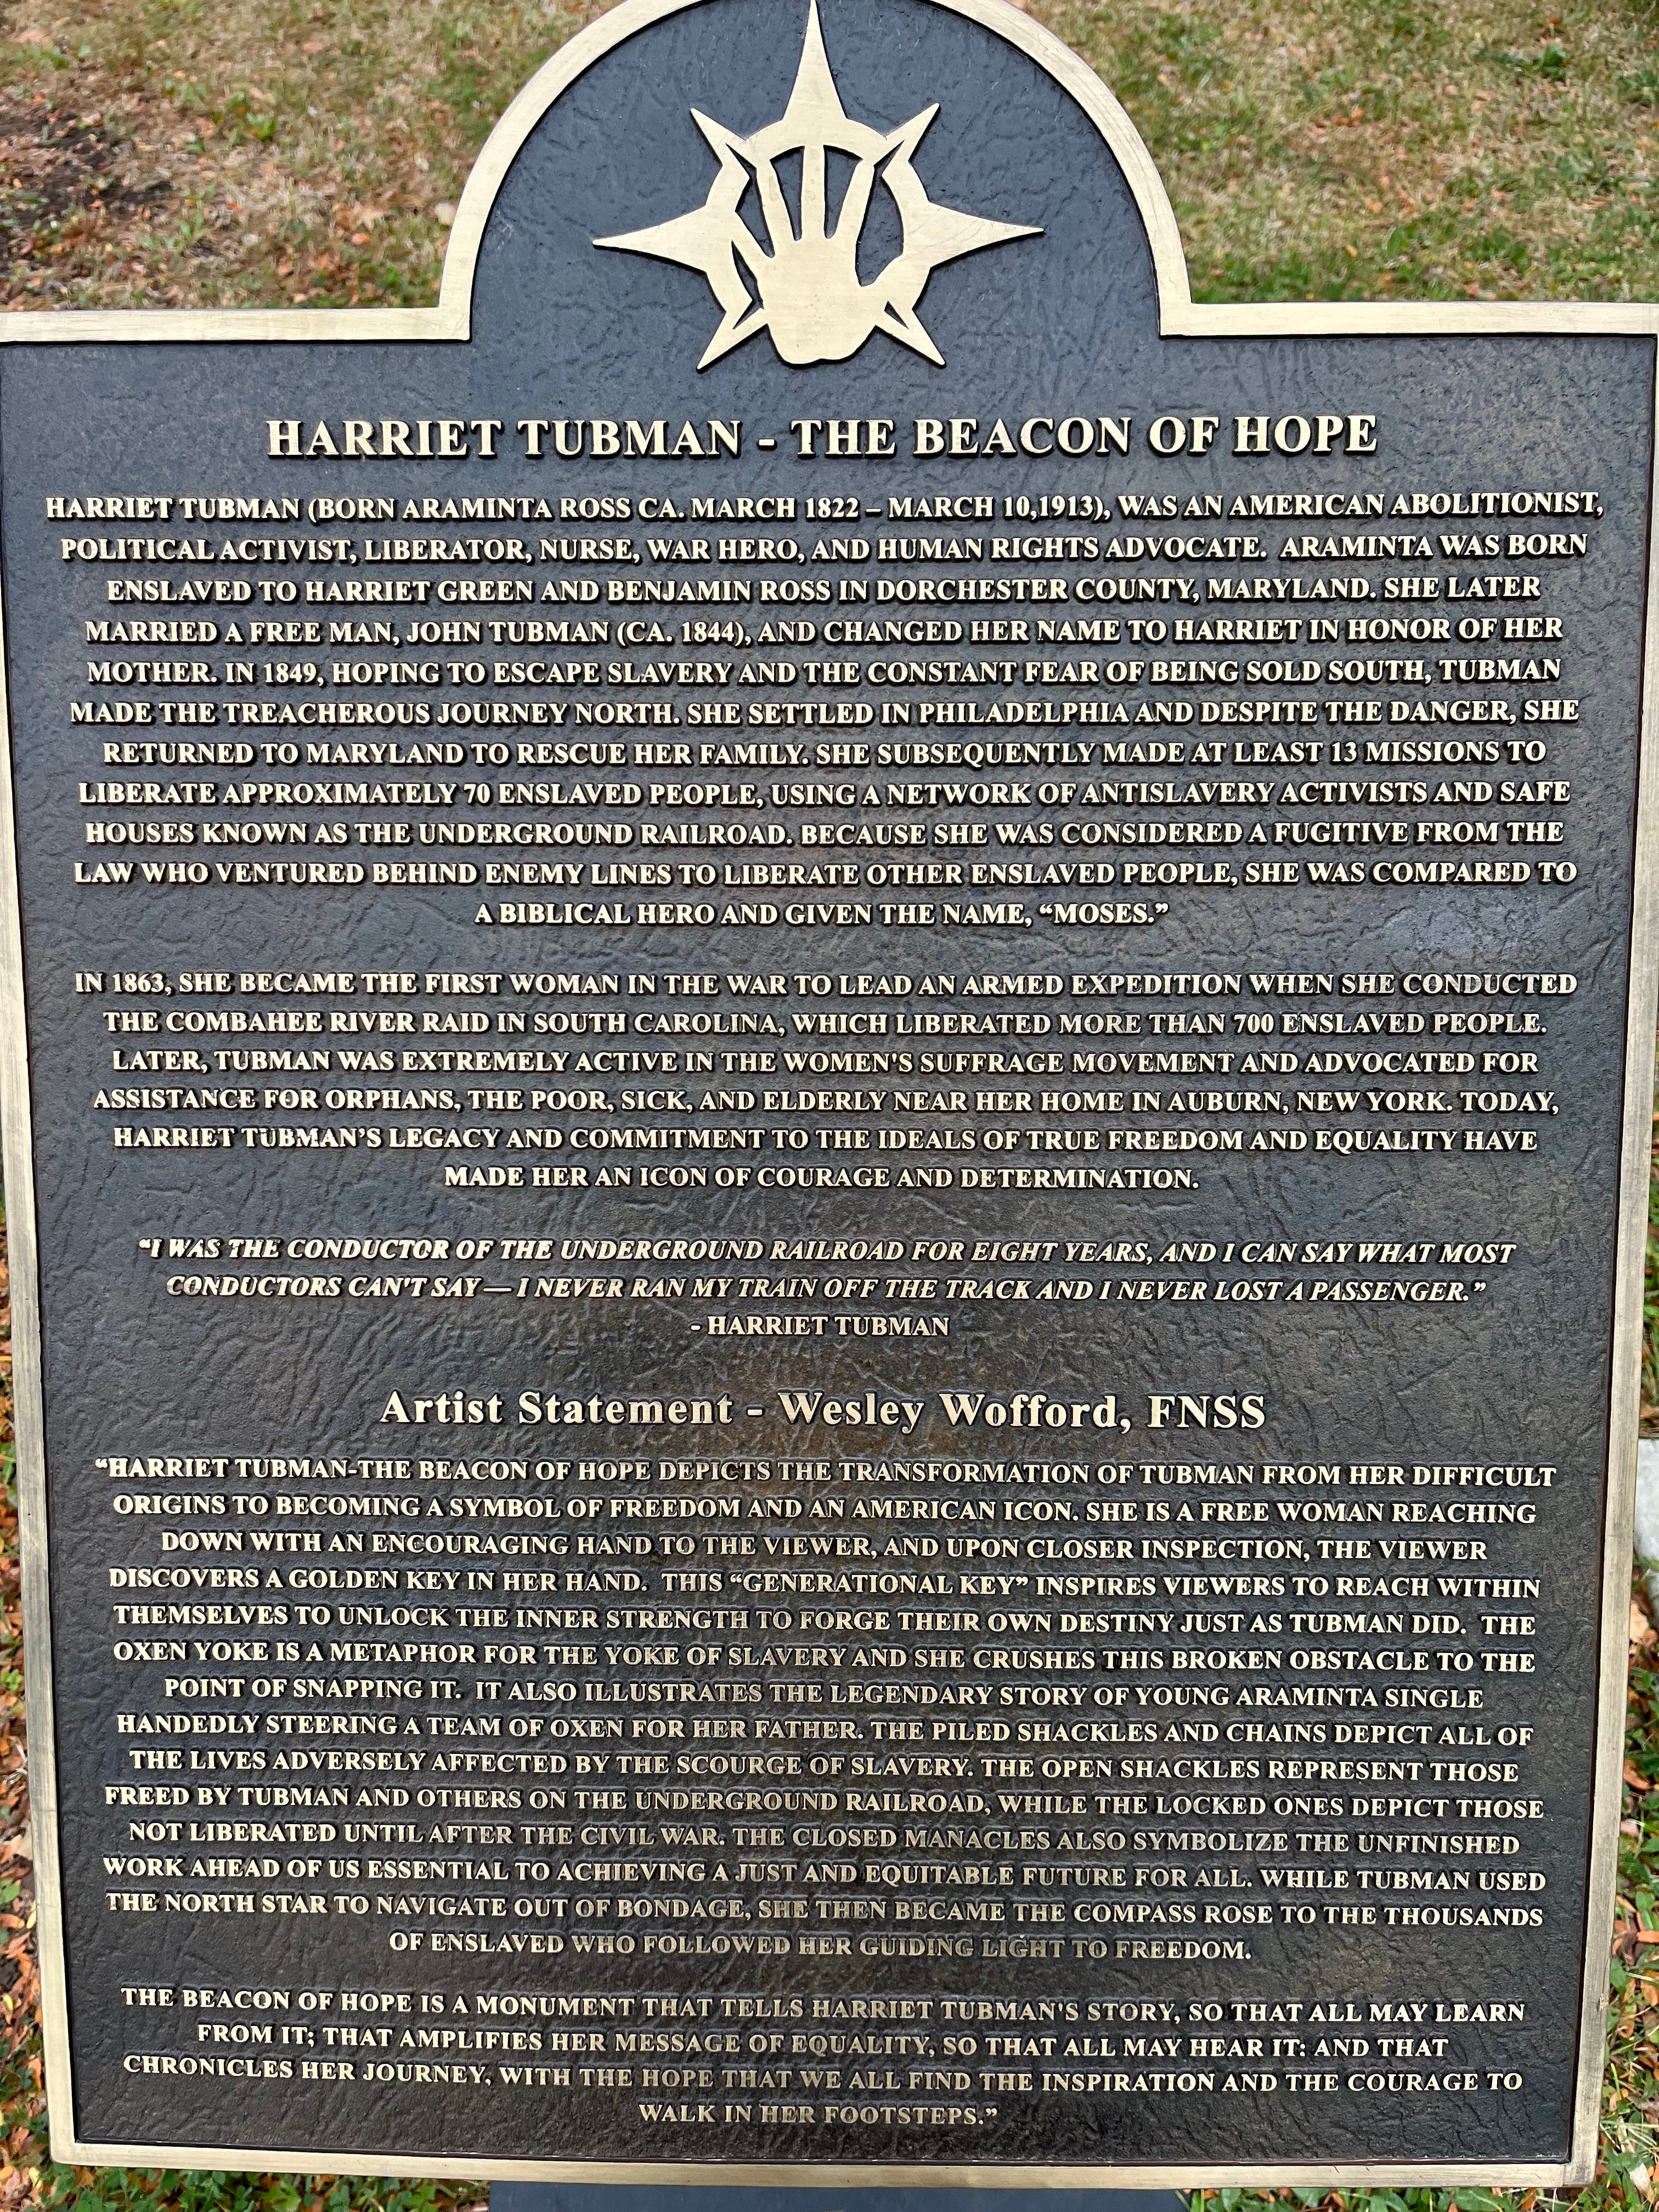 HARRIET TUBMAN - THE BEACON OF HOPE
HARRIET TUBMAN (BORN ARAMINTA ROSS CA. MARCH 1822 – MARCH 10,1913), WAS AN AMERICAN ABOLITIONIST,
POLITICAL ACTIVIST, LIBERATOR, NURSE, WAR HERO, AND HUMAN RIGHTS ADVOCATE. ARAMINTA WAS BORN
ENSLAVED TO HARRIET GREEN AND BENJAMIN ROSS IN DORCHESTER COUNTY, MARYLAND. SHE LATER
MARRIED A FREE MAN, JOHN TUBMAN (CA. 1844), AND CHANGED HER NAME TO HARRIET IN HONOR OF HER
MOTHER. IN 1849, HOPING TO ESCAPE SLAVERY AND THE CONSTANT FEAR OF BEING SOLD SOUTH, TUBMAN
MADE THE TREACHEROUS JOURNEY NORTH. SHE SETTLED IN PHILADELPHIA AND DESPITE THE DANGER, SHE
RETURNED TO MARYLAND TO RESCUE HER FAMILY. SHE SUBSEQUENTLY MADE AT LEAST 13 MISSIONS TO
LIBERATE APPROXIMATELY 70 ENSLAVED PEOPLE, USING A NETWORK OF ANTISLAVERY ACTIVISTS AND SAFE
HOUSES KNOWN AS THE UNDERGROUND RAILROAD. BECAUSE SHE WAS CONSIDERED A FUGITIVE FROM THE
LAW WHO VENTURED BEHIND ENEMY LINES TO LIBERATE OTHER ENSLAVED PEOPLE, SHE WAS COMPARED TO
A BIBLICAL HERO AND GIVEN THE NAME, “MOSES.”
IN 1863, SHE BECAME THE FIRST WOMAN IN THE WAR TO LEAD AN ARMED EXPEDITION WHEN SHE CONDUCTED
THE COMBAHEE RIVER RAID IN SOUTH CAROLINA, WHICH LIBERATED MORE THAN 700 ENSLAVED PEOPLE.
LATER, TUBMAN WAS EXTREMELY ACTIVE IN THE WOMEN'S SUFFRAGE MOVEMENT AND ADVOCATED FOR
ASSISTANCE FOR ORPHANS, THE POOR, SICK, AND ELDERLY NEAR HER HOME IN AUBURN, NEW YORK. TODAY,
HARRIET TUBMAN’S LEGACY AND COMMITMENT TO THE IDEALS OF TRUE FREEDOM AND EQUALITY HAVE
MADE HER AN ICON OF COURAGE AND DETERMINATION.
“I WAS THE CONDUCTOR OF THE UNDERGROUND RAILROAD FOR EIGHT YEARS, AND I CAN SAY WHAT MOST
CONDUCTORS CAN'T SAY — I NEVER RAN MY TRAIN OFF THE TRACK AND I NEVER LOST A PASSENGER.”
- HARRIET TUBMAN
Artist Statement - Wesley Wofford, FNSS
“HARRIET TUBMAN-THE BEACON OF HOPE DEPICTS THE TRANSFORMATION OF TUBMAN FROM HER DIFFICULT
ORIGINS TO BECOMING A SYMBOL OF FREEDOM AND AN AMERICAN ICON. SHE IS A FREE WOMAN REACHING
DOWN WITH AN ENCOURAGING HAND TO THE VIEWER, AND UPON CLOSER INSPECTION, THE VIEWER
DISCOVERS A GOLDEN KEY IN HER HAND. THIS “GENERATIONAL KEY” INSPIRES VIEWERS TO REACH WITHIN
THEMSELVES TO UNLOCK THE INNER STRENGTH TO FORGE THEIR OWN DESTINY JUST AS TUBMAN DID. THE
OXEN YOKE IS A METAPHOR FOR THE YOKE OF SLAVERY AND SHE CRUSHES THIS BROKEN OBSTACLE TO THE
POINT OF SNAPPING IT. IT ALSO ILLUSTRATES THE LEGENDARY STORY OF YOUNG ARAMINTA SINGLE
HANDEDLY STEERING A TEAM OF OXEN FOR HER FATHER. THE PILED SHACKLES AND CHAINS DEPICT ALL OF
THE LIVES ADVERSELY AFFECTED BY THE SCOURGE OF SLAVERY. THE OPEN SHACKLES REPRESENT THOSE
FREED BY TUBMAN AND OTHERS ON THE UNDERGROUND RAILROAD, WHILE THE LOCKED ONES DEPICT THOSE
NOT LIBERATED UNTIL AFTER THE CIVIL WAR. THE CLOSED MANACLES ALSO SYMBOLIZE THE UNFINISHED
WORK AHEAD OF US ESSENTIAL TO ACHIEVING A JUST AND EQUITABLE FUTURE FOR ALL. WHILE TUBMAN USED
THE NORTH STAR TO NAVIGATE OUT OF BONDAGE, SHE THEN BECAME THE COMPASS ROSE TO THE THOUSANDS
OF ENSLAVED WHO FOLLOWED HER GUIDING LIGHT TO FREEDOM.
THE BEACON OF HOPE IS A MONUMENT THAT TELLS HARRIET TUBMAN'S STORY, SO THAT ALL MAY LEARN
FROM IT; THAT AMPLIFIES HER MESSAGE OF EQUALITY, SO THAT ALL MAY HEAR IT: AND THAT
CHRONICLES HER JOURNEY, WITH THE HOPE THAT WE ALL FIND THE INSPIRATION AND THE COURAGE TO
WALK IN HER FOOTSTEPS.”